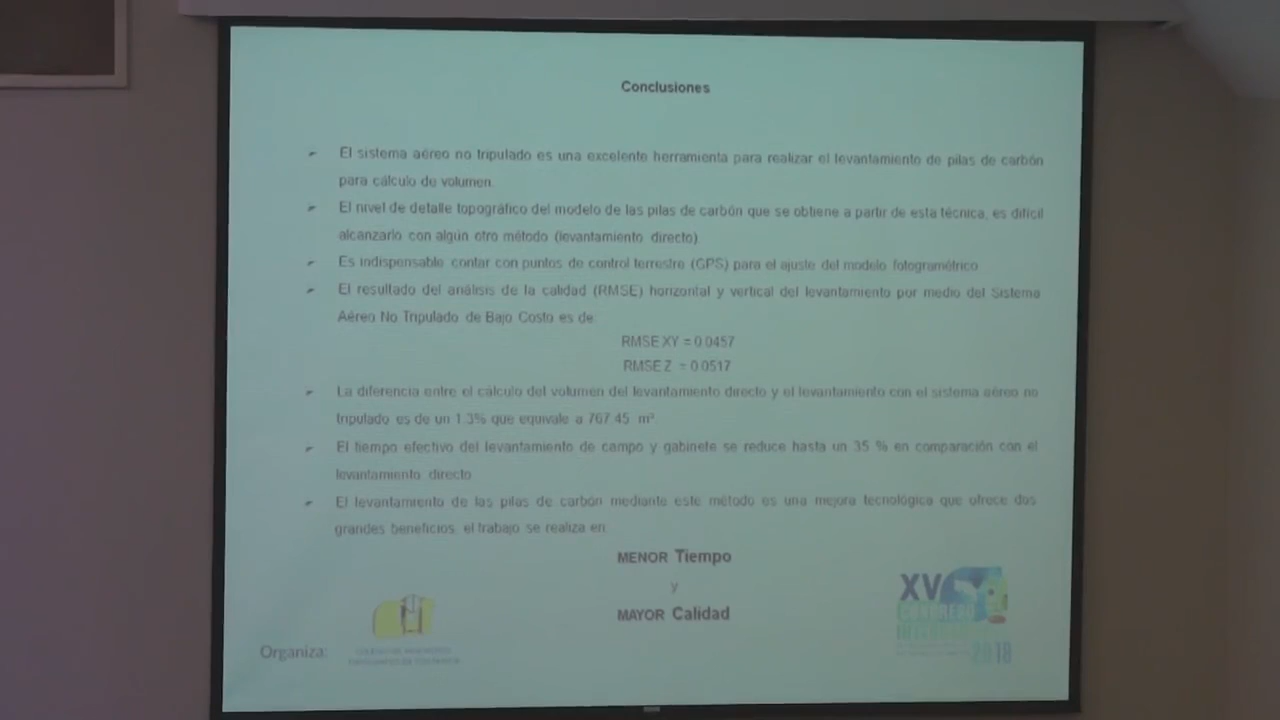 Conclusiones
El sistema aéreo no tripulado es una excelente herramienta para realizar el levantamiento de pilas de carbón
para cálculo de volumen.
El nivel de detalle topográfico del modelo de las pilas de carbón que se obtiene a partir de esta técnica, es difícil
alcanzarlo con algún otro método (levantamiento directo)
Es indispensable contar con puntos de control terrestre (GPS) para el ajuste del modelo fotogramétrico
El resultado del análisis de la calidad (RMSE) horizontal y vertical del levantamiento por medio del Sistema
Aéreo No Tripulado de Bajo Costo es de:
RMSE XY = 0.0457
RMSE Z = 0.0517
La diferencia entre el cálculo del volumen del levantamiento directo y el levantamiento con el sistema aéreo no
tripulado es de un 1.3% que equivale a 767.45 m³.
El tiempo efectivo del levantamiento de campo y gabinete se reduce hasta un 35 % en comparación con el
levantamiento directo
El levantamiento de las pilas de carbón mediante este método es una mejora tecnológica que ofrece dos
grandes beneficios, el trabajo se realiza en:
MENOR Tiempo
y
MAYOR Calidad
XV
CONGRESO
2018
Organiza: